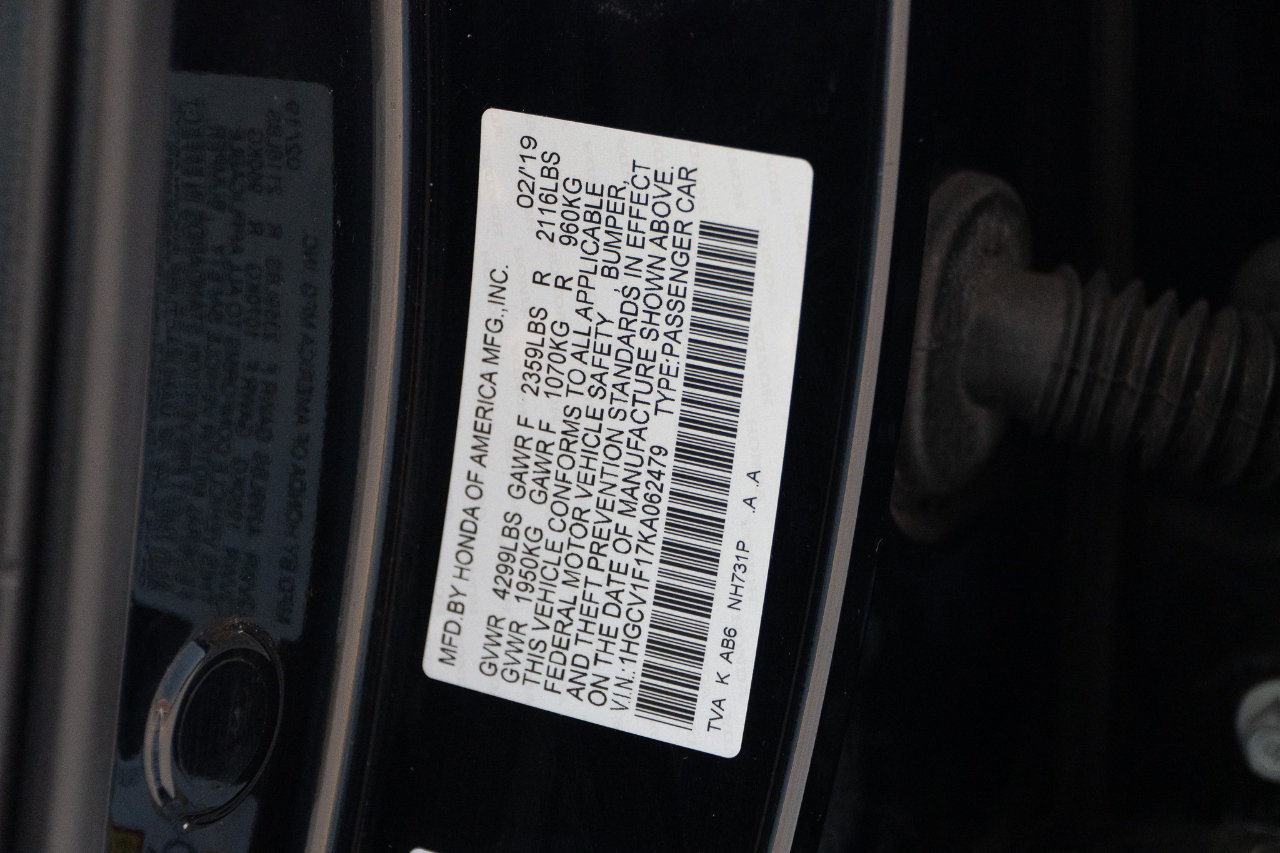 MFD.BY HONDA OF AMERICA MFG.,INC. 02/'19
GVWR 4299LBS GAWR F 2359LBS R 2116LBS
GVWR 1950KG GAWR F 1070KG R 960KG
THIS VEHICLE CONFORMS TO ALL APPLICABLE
FEDERAL MOTOR VEHICLE SAFETY, BUMPER,
AND THEFT PREVENTION STANDARDS IN EFFECT
ON THE DATE OF MANUFACTURE SHOWN ABOVE.
V.I.N.:1HGCV1F17KA062479 TYPE:PASSENGER CAR
TVA K AB6 NH731P .A .A